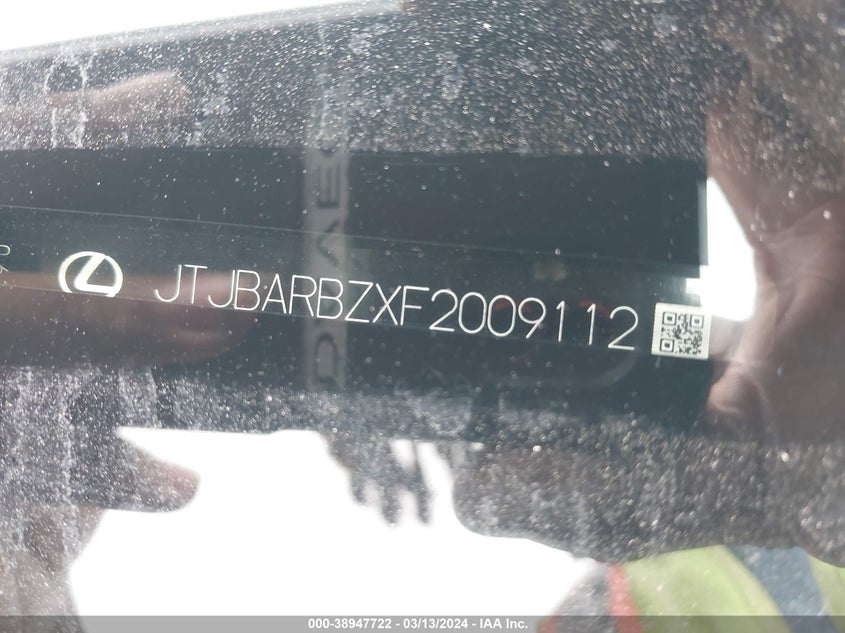 JTJBARBZXF2009112
000-38947722 - 03/13/2024 - IAA Inc.